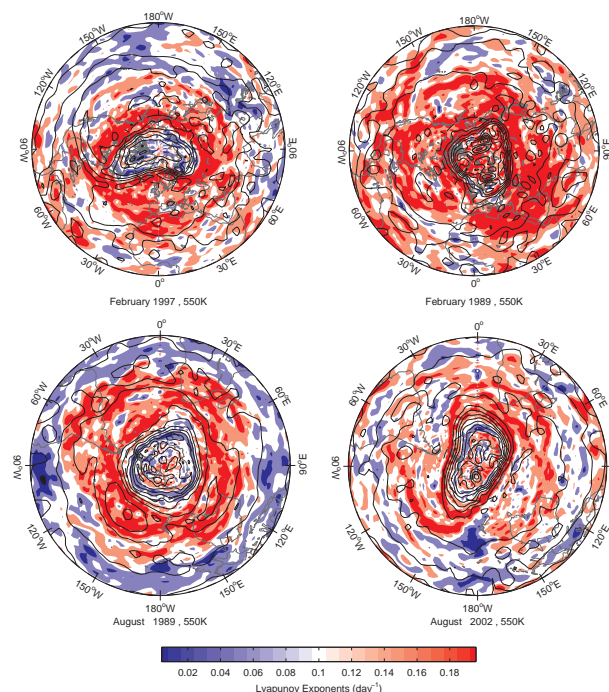 180°W
150°W
150°E
120°W
120°E
90°W
90°E
60°W
60°E
30°W
30°E
0°
February 1997 , 550K
180°W
150°W
150°E
120°W
120°E
90°W
90°E
60°W
60°E
30°W
30°E
0°
February 1989 , 550K
0°
30°W
30°E
60°W
60°E
90°W
90°E
120°W
120°E
150°W
150°E
180°W
August 1989 , 550K
0°
30°W
30°E
60°W
60°E
90°W
90°E
120°W
120°E
150°W
150°E
180°W
August 2002 , 550K
0.02 0.04 0.06 0.08 0.1 0.12 0.14 0.16 0.18
Lyapunov Exponents (day⁻¹)